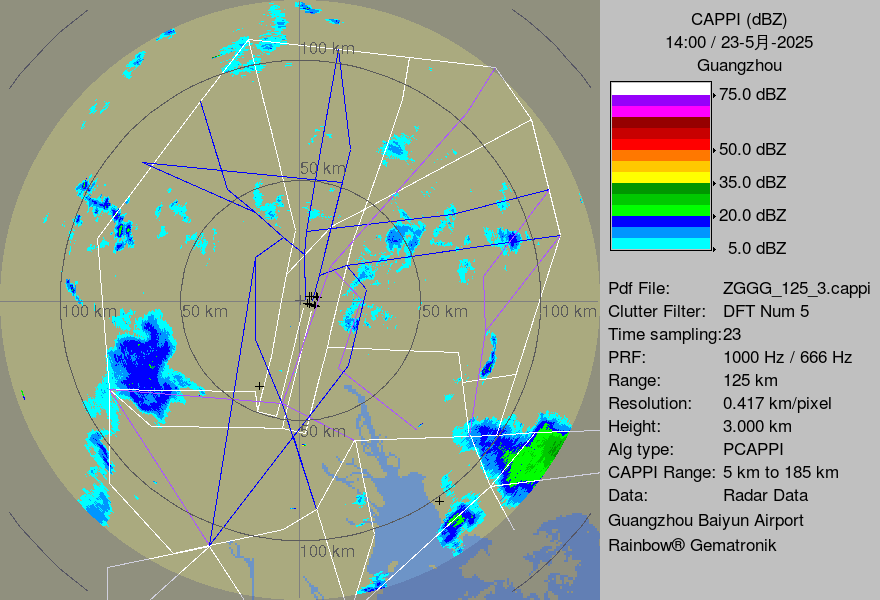 100 km
50 km
100 km
50 km
50 km
100 km
50 km
100 km
CAPPI (dBZ)
14:00 / 23-5月-2025
Guangzhou
75.0 dBZ
50.0 dBZ
35.0 dBZ
20.0 dBZ
5.0 dBZ
Pdf File: ZGGG_125_3.cappi
Clutter Filter: DFT Num 5
Time sampling:23
PRF: 1000 Hz / 666 Hz
Range: 125 km
Resolution: 0.417 km/pixel
Height: 3.000 km
Alg type: PCAPPI
CAPPI Range: 5 km to 185 km
Data: Radar Data
Guangzhou Baiyun Airport
Rainbow® Gematronik